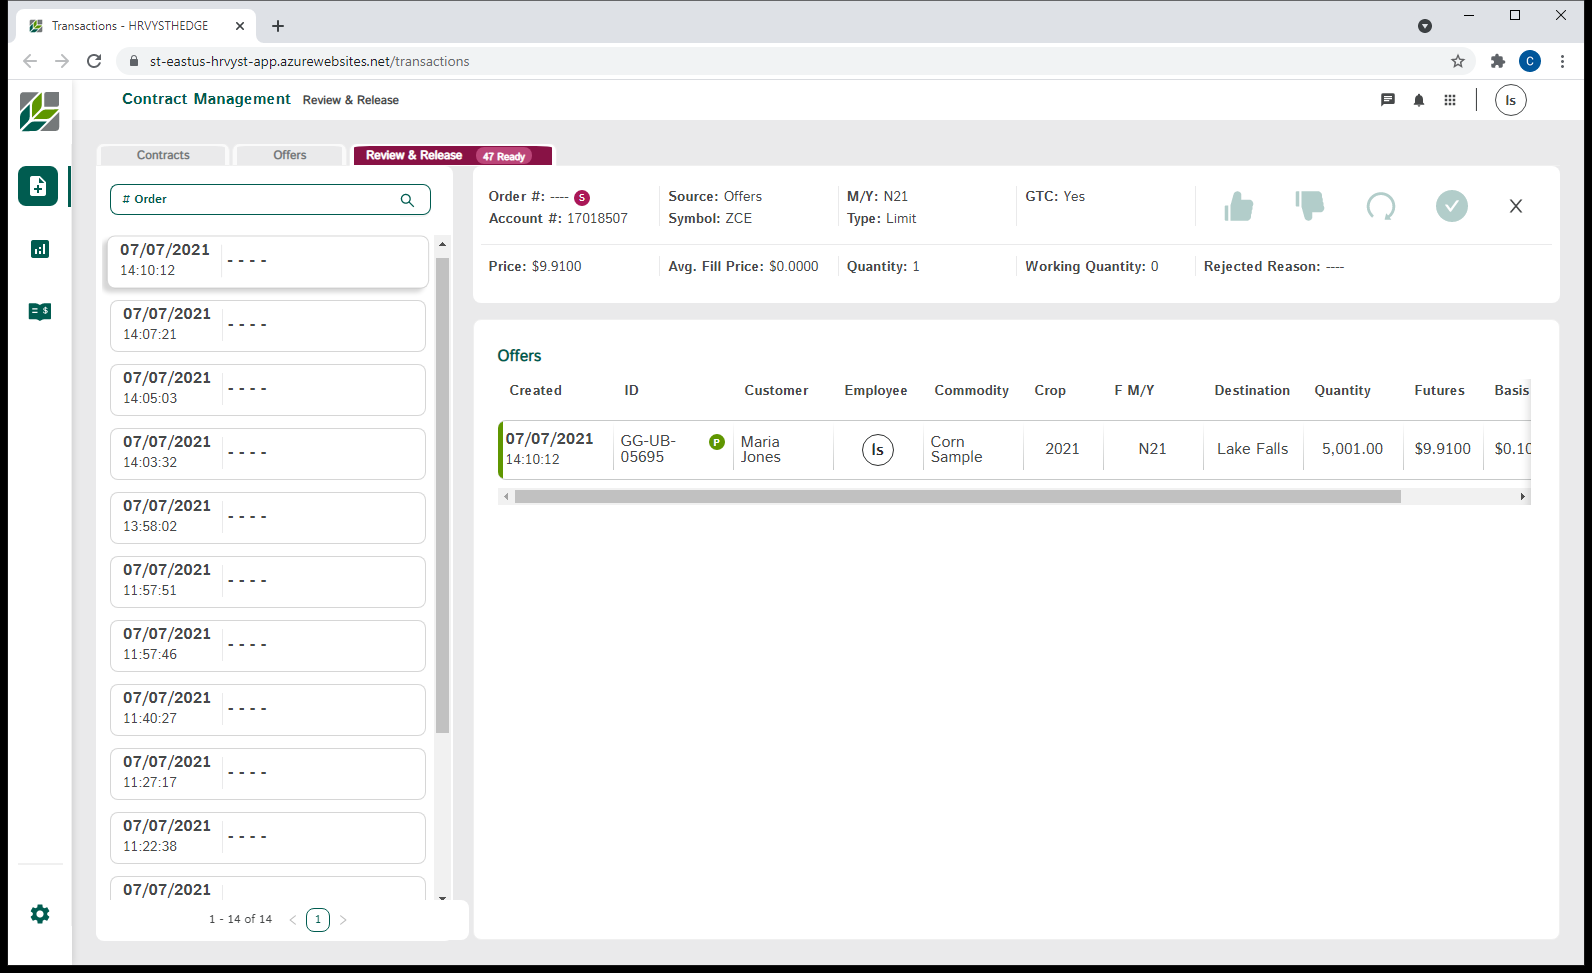 Transactions - HRVYSTHEDGE
st-eastus-hrvyst-app.azurewebsites.net/transactions
C
Contract Management Review & Release
ls
Contracts Offers Review & Release 47 Ready
# Order
07/07/2021
14:10:12
- - - -
07/07/2021
14:07:21
- - - -
07/07/2021
14:05:03
- - - -
07/07/2021
14:03:32
- - - -
07/07/2021
13:58:02
- - - -
07/07/2021
11:57:51
- - - -
07/07/2021
11:57:46
- - - -
07/07/2021
11:40:27
- - - -
07/07/2021
11:27:17
- - - -
07/07/2021
11:22:38
- - - -
07/07/2021
1 - 14 of 14 < 1 >
Order #: ---- S
Account #: 17018507
Source: Offers
Symbol: ZCE
M/Y: N21
Type: Limit
GTC: Yes
Price: $9.9100 Avg. Fill Price: $0.0000 Quantity: 1 Working Quantity: 0 Rejected Reason: ----
Offers
Created ID Customer Employee Commodity Crop F M/Y Destination Quantity Futures Basis
07/07/2021
14:10:12
GG-UB-
05695
P
Maria
Jones
ls
Corn
Sample
2021 N21 Lake Falls 5,001.00 $9.9100 $0.10